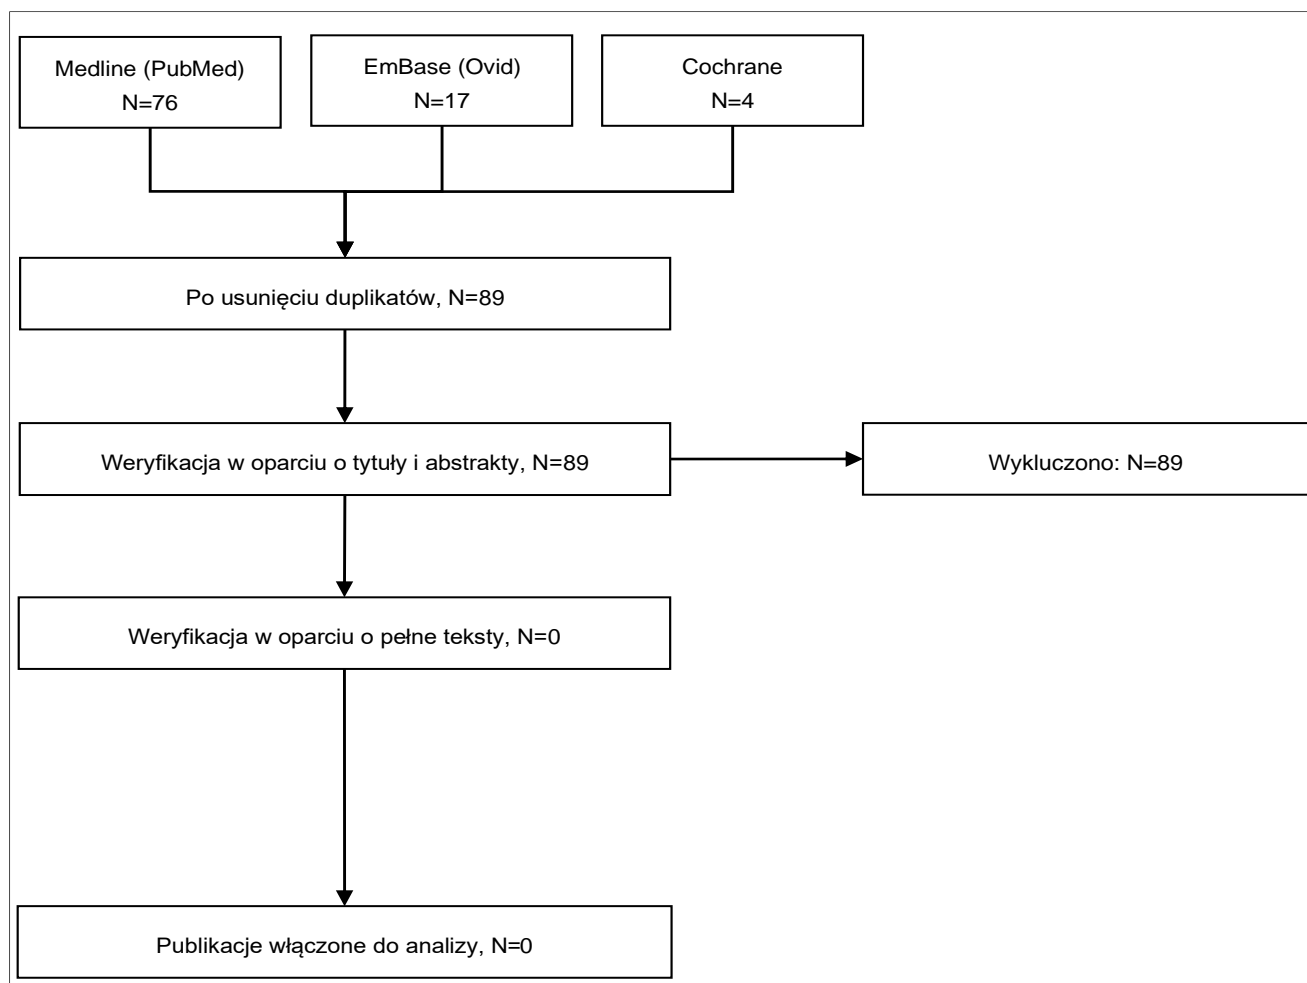 Medline (PubMed)
N=76
EmBase (Ovid)
N=17
Cochrane
N=4
Po usunięciu duplikatów, N=89
Weryfikacja w oparciu o tytuły i abstrakty, N=89
Wykluczono: N=89
Weryfikacja w oparciu o pełne teksty, N=0
Publikacje włączone do analizy, N=0